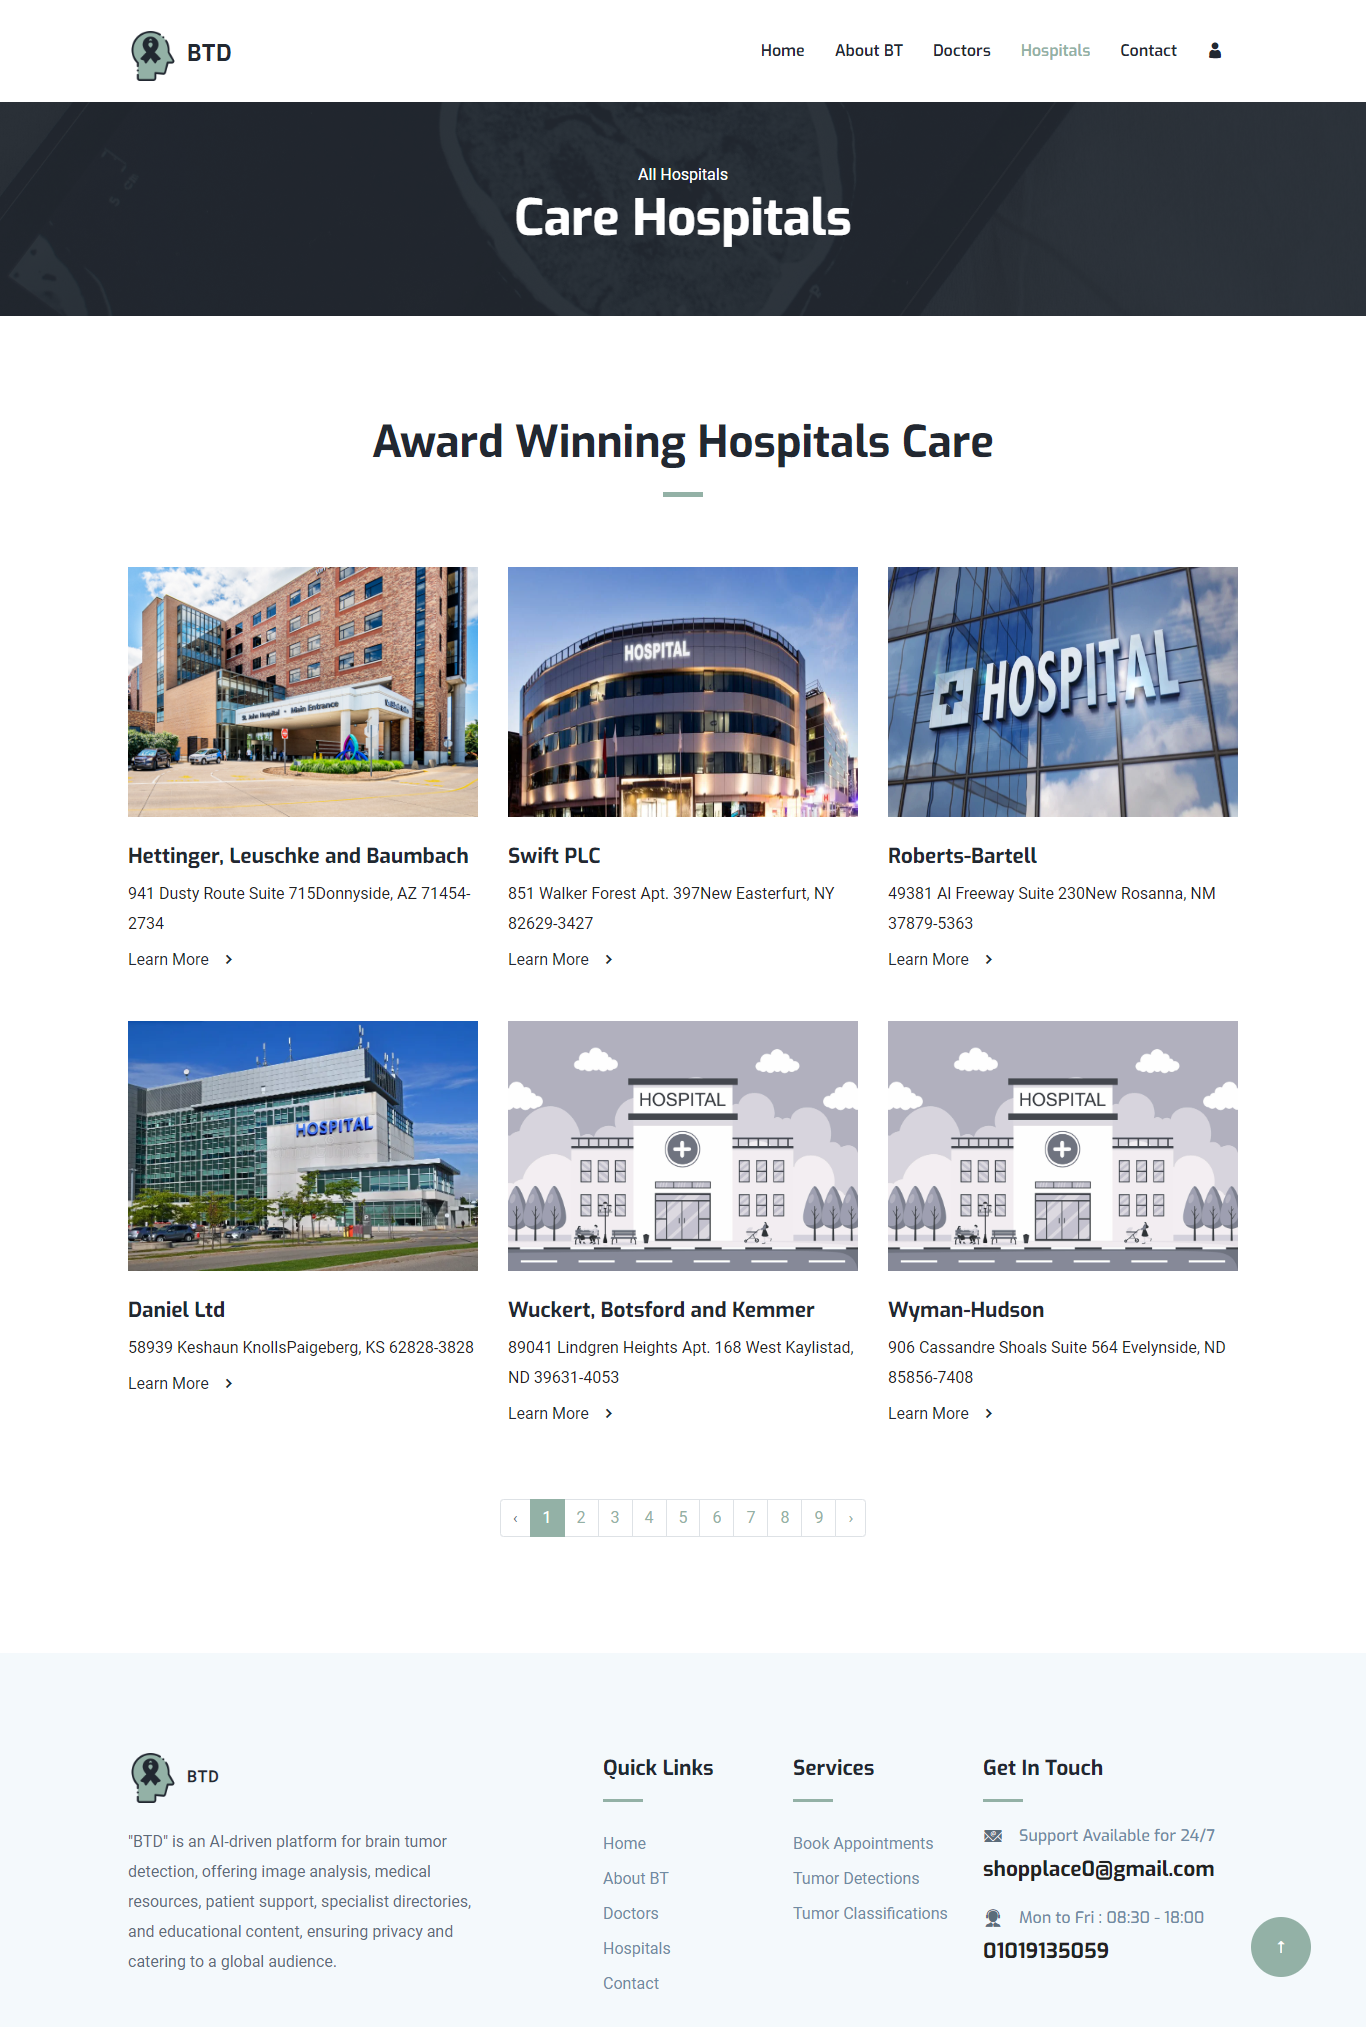 BTD
Home
About BT
Doctors
Hospitals
Contact
All Hospitals
Care Hospitals
Award Winning Hospitals Care
St. John Hospital • Main Entrance
HOSPITAL
HOSPITAL
Hettinger, Leuschke and Baumbach
941 Dusty Route Suite 715Donnyside, AZ 71454-
2734
Learn More
Swift PLC
851 Walker Forest Apt. 397New Easterfurt, NY
82629-3427
Learn More
Roberts-Bartell
49381 Al Freeway Suite 230New Rosanna, NM
37879-5363
Learn More
HOSPITAL
HOSPITAL
HOSPITAL
Daniel Ltd
58939 Keshaun KnollsPaigeberg, KS 62828-3828
Learn More
Wuckert, Botsford and Kemmer
89041 Lindgren Heights Apt. 168 West Kaylistad,
ND 39631-4053
Learn More
Wyman-Hudson
906 Cassandre Shoals Suite 564 Evelynside, ND
85856-7408
Learn More
‹ 1 2 3 4 5 6 7 8 9 ›
BTD
"BTD" is an AI-driven platform for brain tumor
detection, offering image analysis, medical
resources, patient support, specialist directories,
and educational content, ensuring privacy and
catering to a global audience.
Quick Links
Home
About BT
Doctors
Hospitals
Contact
Services
Book Appointments
Tumor Detections
Tumor Classifications
Get In Touch
Support Available for 24/7
shopplace0@gmail.com
Mon to Fri : 08:30 - 18:00
01019135059